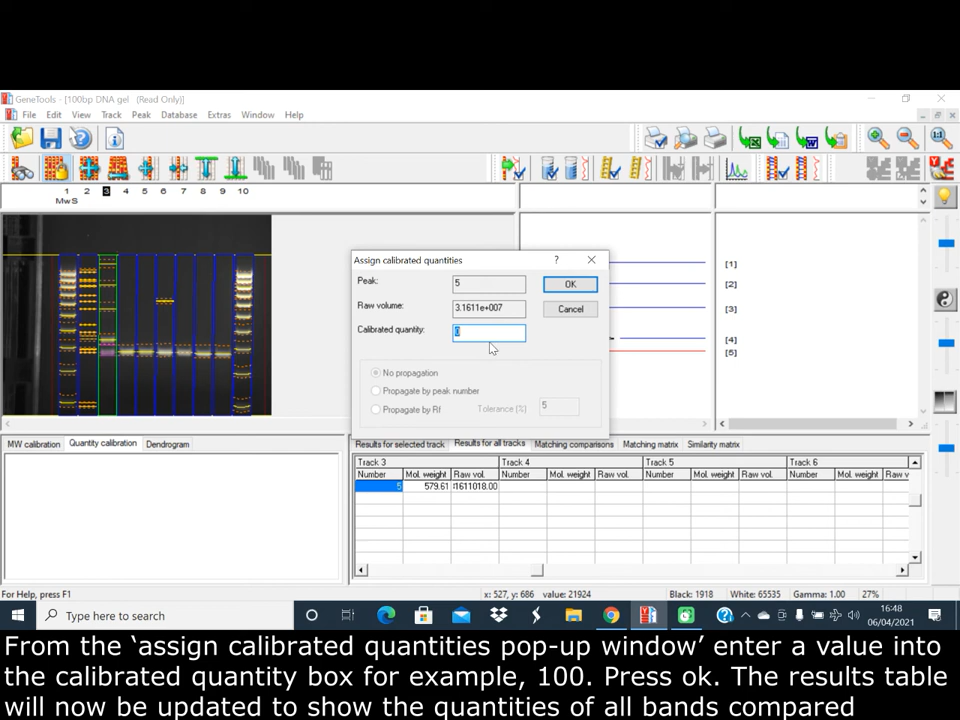 GeneTools - [100bp DNA gel (Read Only)]
File Edit View Track Peak Database Extras Window Help
1 2 3 4 5 6 7 8 9 10
MwS
[1]
[2]
[3]
[4]
[5]
Assign calibrated quantities
Peak: 5
OK
Raw volume: 3.1611e+007
Cancel
Calibrated quantity: 0
No propagation
Propagate by peak number
Propagate by Rf Tolerance [%] 5
MW calibration Quantity calibration Dendrogram
Results for selected track Results for all tracks Matching comparisons Matching matrix Similarity matrix
Track 3 Track 4 Track 5 Track 6
Number Mol. weight Raw vol. Number Mol. weight Raw vol. Number Mol. weight Raw vol. Number Mol. weight Raw v
5 579.61 1611018.00
For Help, press F1
x: 527, y: 686 value: 21924 Black: 1918 White: 65535 Gamma: 1.00 27%
Type here to search
16:48
06/04/2021
From the ‘assign calibrated quantities pop-up window’ enter a value into
the calibrated quantity box for example, 100. Press ok. The results table
will now be updated to show the quantities of all bands compared